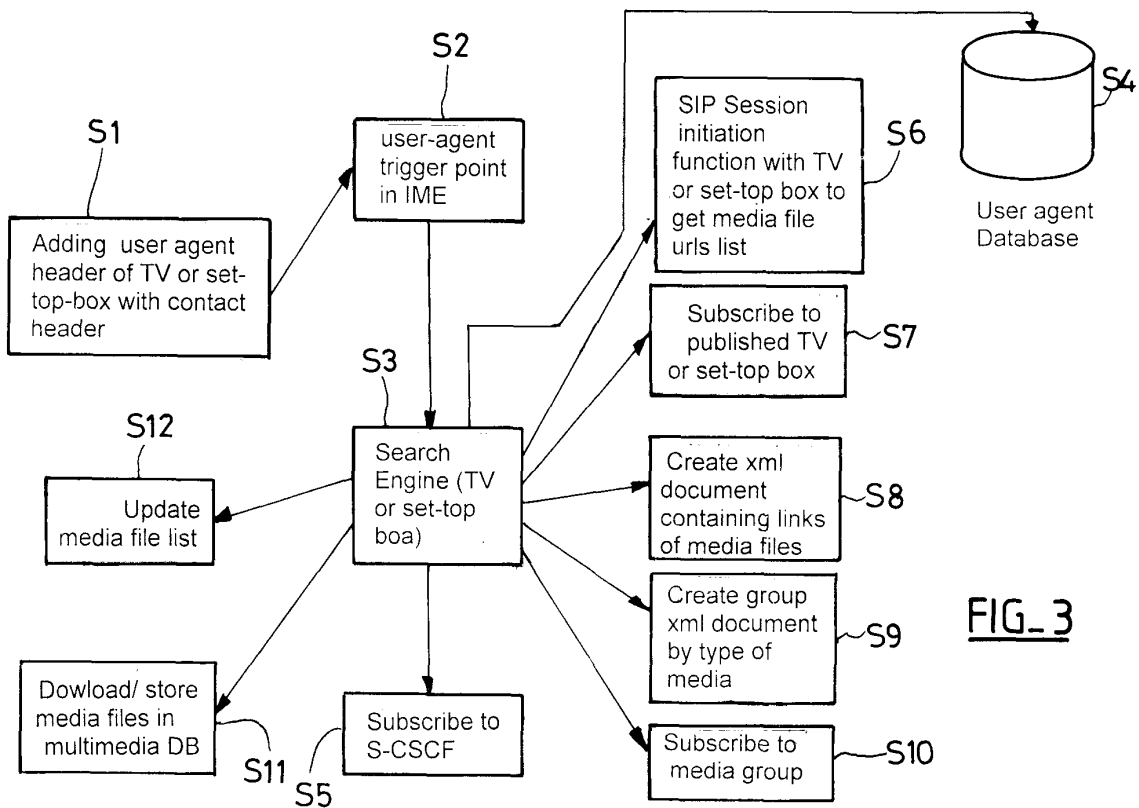 S1
Adding user agent
header of TV or set-
top-box with contact
header
S2
user-agent
trigger point
in IME
S3
Search
Engine (TV
or set-top
boa)
S4
User agent
Database
S6
SIP Session
initiation
function with TV
or set-top box to
get media file
urls list
S7
Subscribe to
published TV
or set-top box
S8
Create xml
document
containing links
of media files
S9
Create group
xml document
by type of
media
S10
Subscribe to
media group
S12
Update
media file list
Dowload/ store
media files in
multimedia DB
S11
Subscribe to
S-CSCF
S5
FIG_3